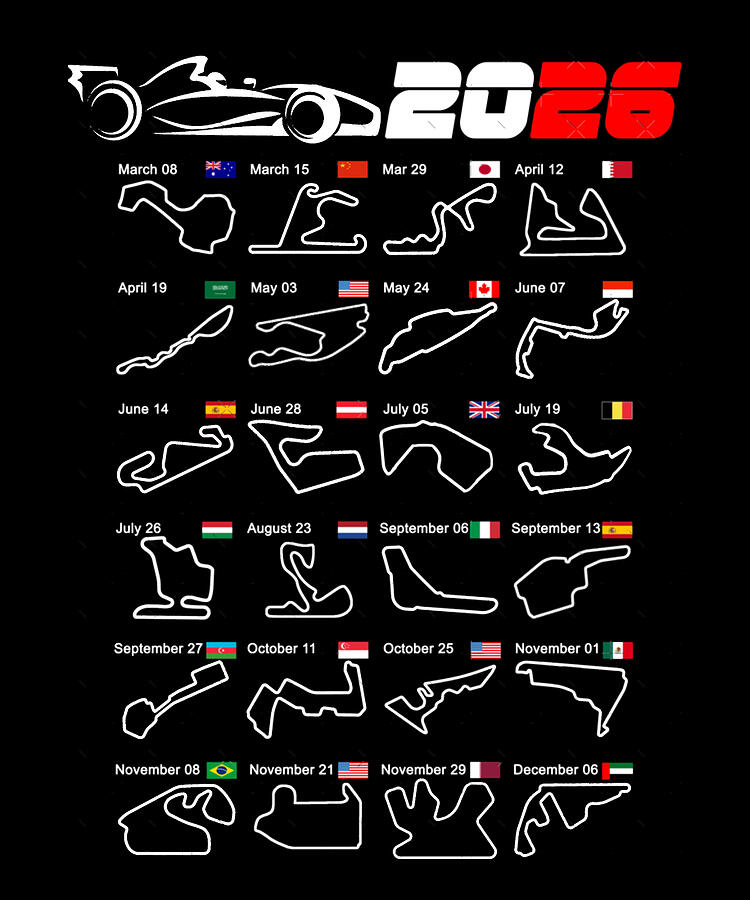 2026
March 08 March 15 Mar 29 April 12
April 19 May 03 May 24 June 07
June 14 June 28 July 05 July 19
July 26 August 23 September 06 September 13
September 27 October 11 October 25 November 01
November 08 November 21 November 29 December 06